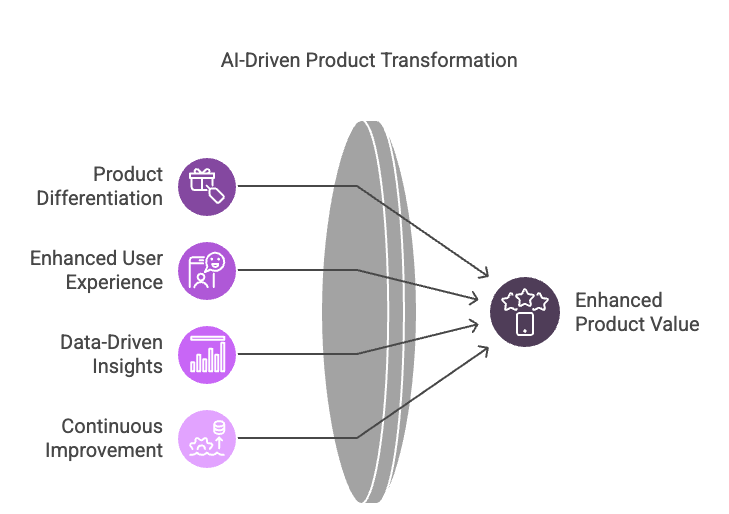 AI-Driven Product Transformation
Product
Differentiation
Enhanced User
Experience
Data-Driven
Insights
Continuous
Improvement
Enhanced
Product Value